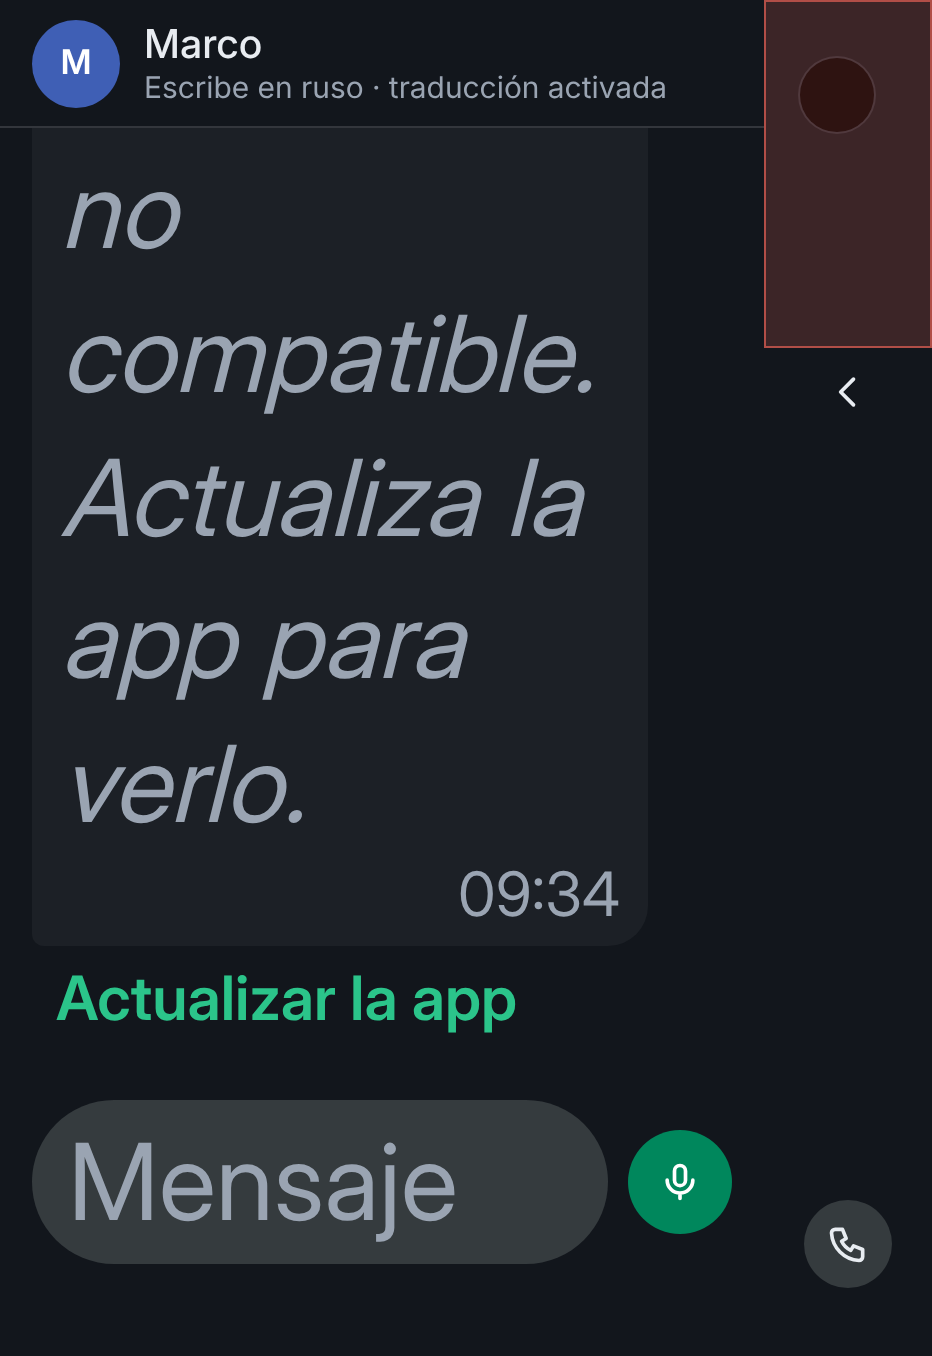 M
Marco
Escribe en ruso · traducción activada
no
compatible.
Actualiza la
app para
verlo.
09:34
Actualizar la app
Mensaje